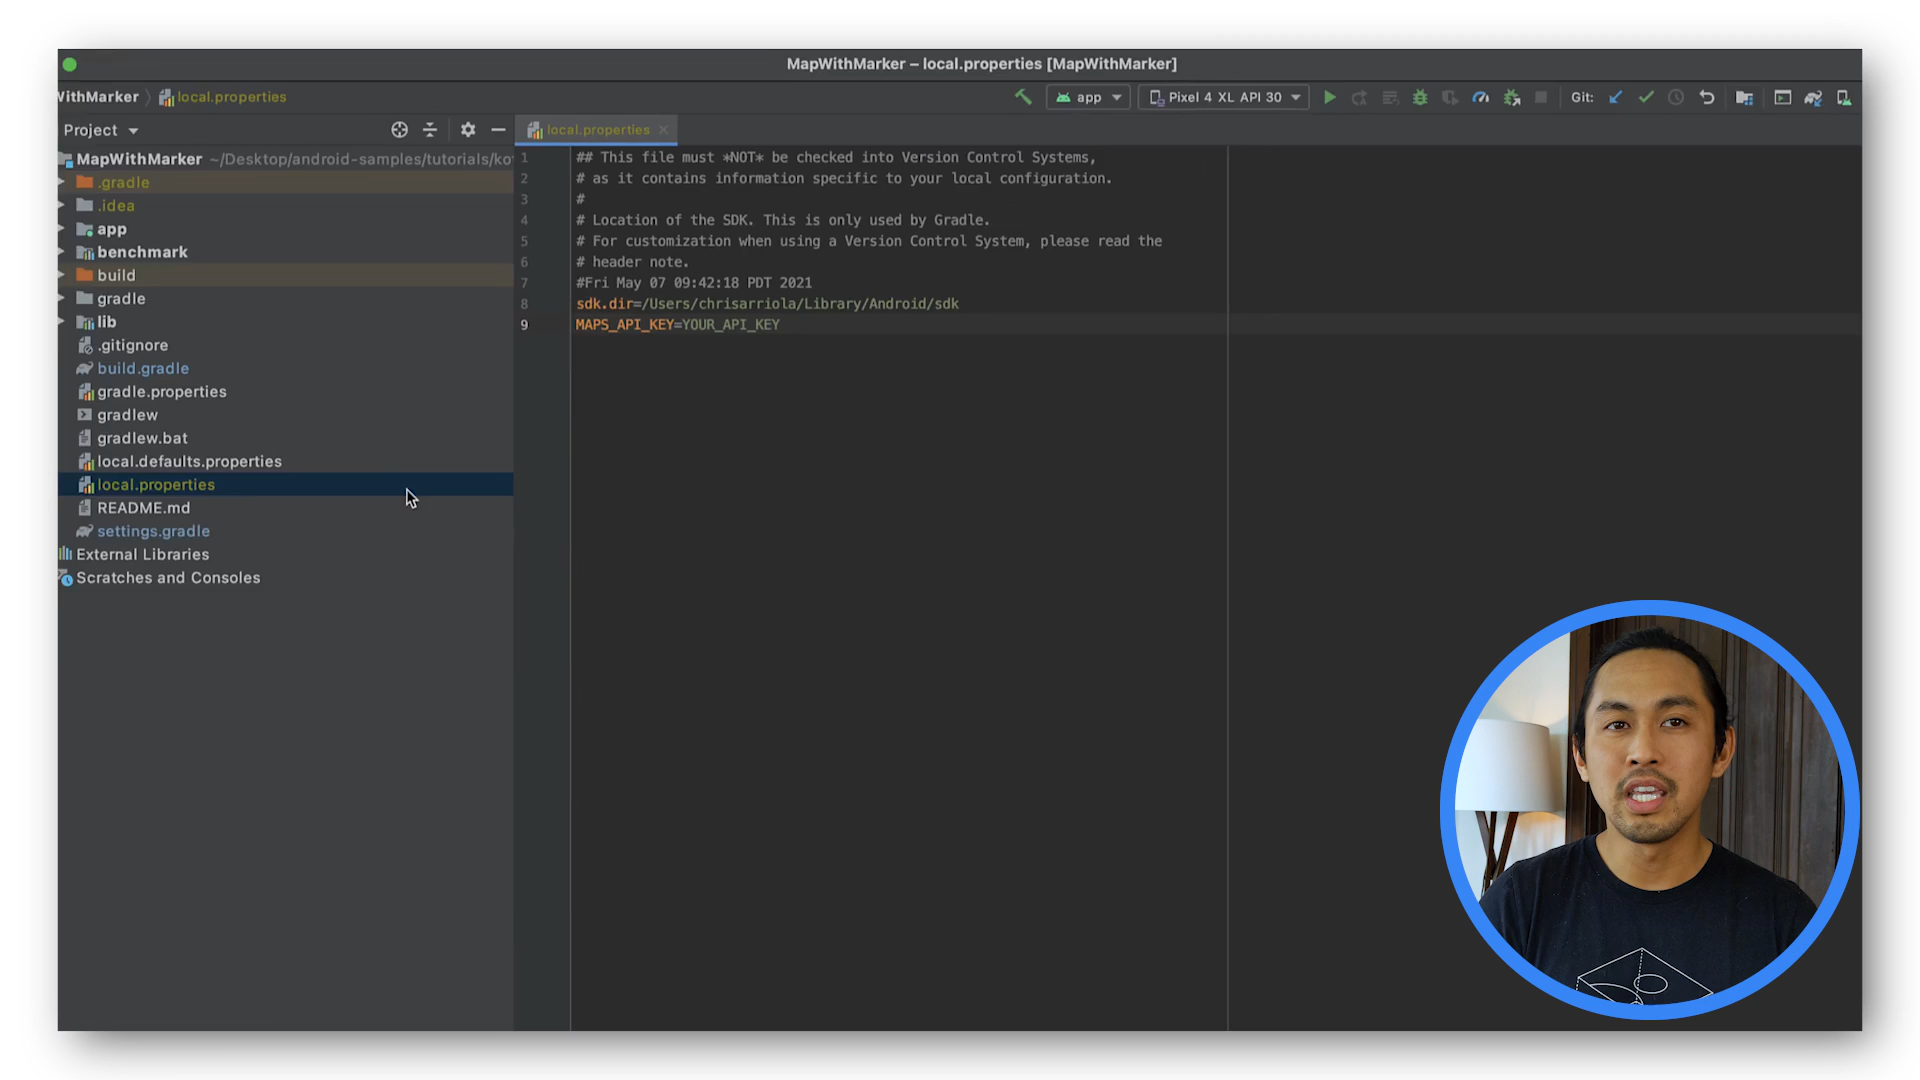 MapWithMarker – local.properties [MapWithMarker]
WithMarker
local.properties
app
Pixel 4 XL API 30
Git:
Project
local.properties
MapWithMarker ~/Desktop/android-samples/tutorials/ko
.gradle
.idea
app
benchmark
build
gradle
lib
.gitignore
build.gradle
gradle.properties
gradlew
gradlew.bat
local.defaults.properties
local.properties
README.md
settings.gradle
External Libraries
Scratches and Consoles
1 ## This file must *NOT* be checked into Version Control Systems,
2 # as it contains information specific to your local configuration.
3 #
4 # Location of the SDK. This is only used by Gradle.
5 # For customization when using a Version Control System, please read the
6 # header note.
7 #Fri May 07 09:42:18 PDT 2021
8 sdk.dir=/Users/chrisarriola/Library/Android/sdk
9 MAPS_API_KEY=YOUR_API_KEY